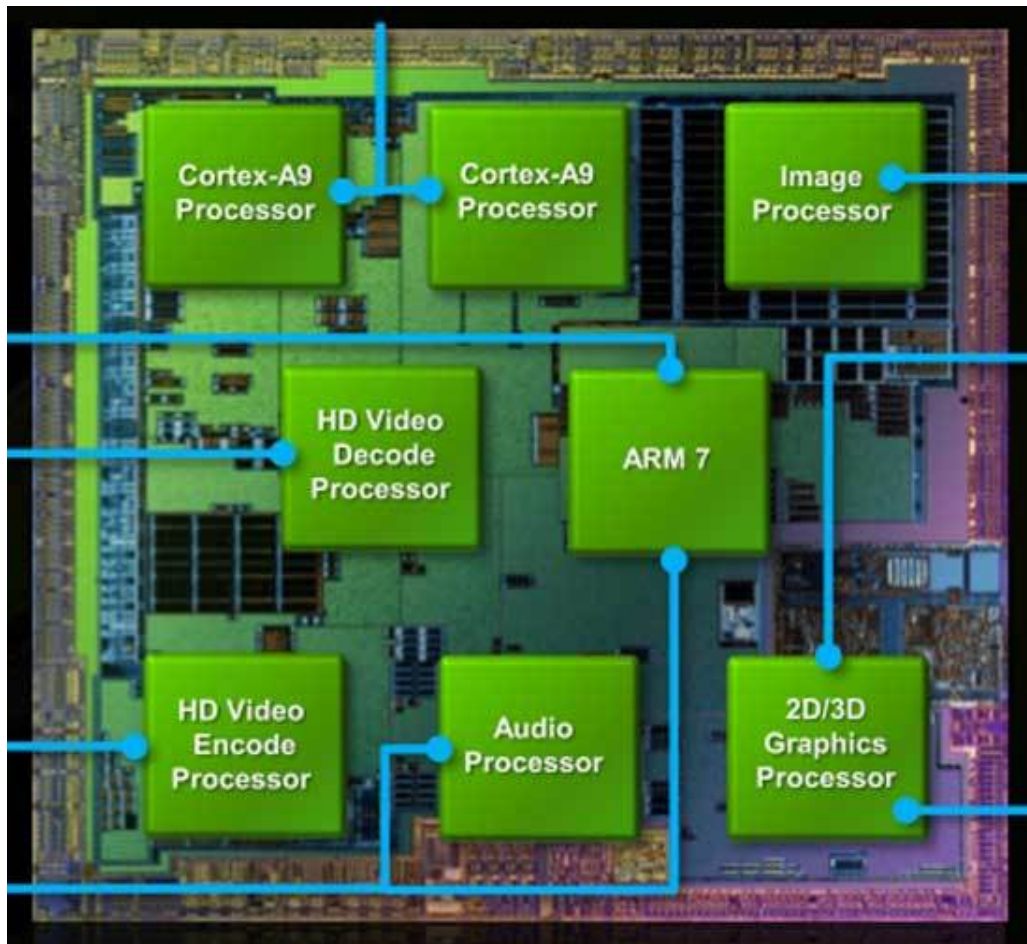 Cortex-A9
Processor
Cortex-A9
Processor
Image
Processor
HD Video
Decode
Processor
ARM 7
HD Video
Encode
Processor
Audio
Processor
2D/3D
Graphics
Processor